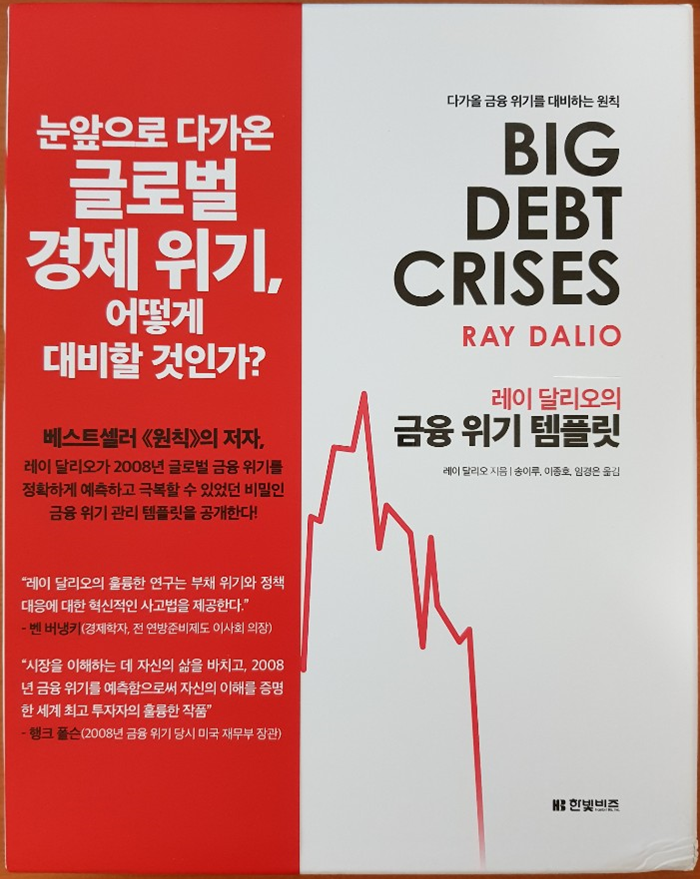 눈앞으로 다가온
글로벌
경제 위기,
어떻게
대비할 것인가?
베스트셀러 《원칙》의 저자,
레이 달리오가 2008년 글로벌 금융 위기를
정확하게 예측하고 극복할 수 있었던 비밀인
금융 위기 관리 템플릿을 공개한다!
“레이 달리오의 훌륭한 연구는 부채 위기와 정책
대응에 대한 혁신적인 사고법을 제공한다.”
- 벤 버냉키(경제학자, 전 연방준비제도 이사회 의장)
“시장을 이해하는 데 자신의 삶을 바치고, 2008
년 금융 위기를 예측함으로써 자신의 이해를 증명
한 세계 최고 투자자의 훌륭한 작품”
- 행크 폴슨(2008년 금융 위기 당시 미국 재무부 장관)
다가올 금융 위기를 대비하는 원칙
BIG
DEBT
CRISES
RAY DALIO
레이 달리오의
금융 위기 템플릿
레이 달리오 지음 | 송이루, 이종호, 임경은 옮김
HB 한빛비즈